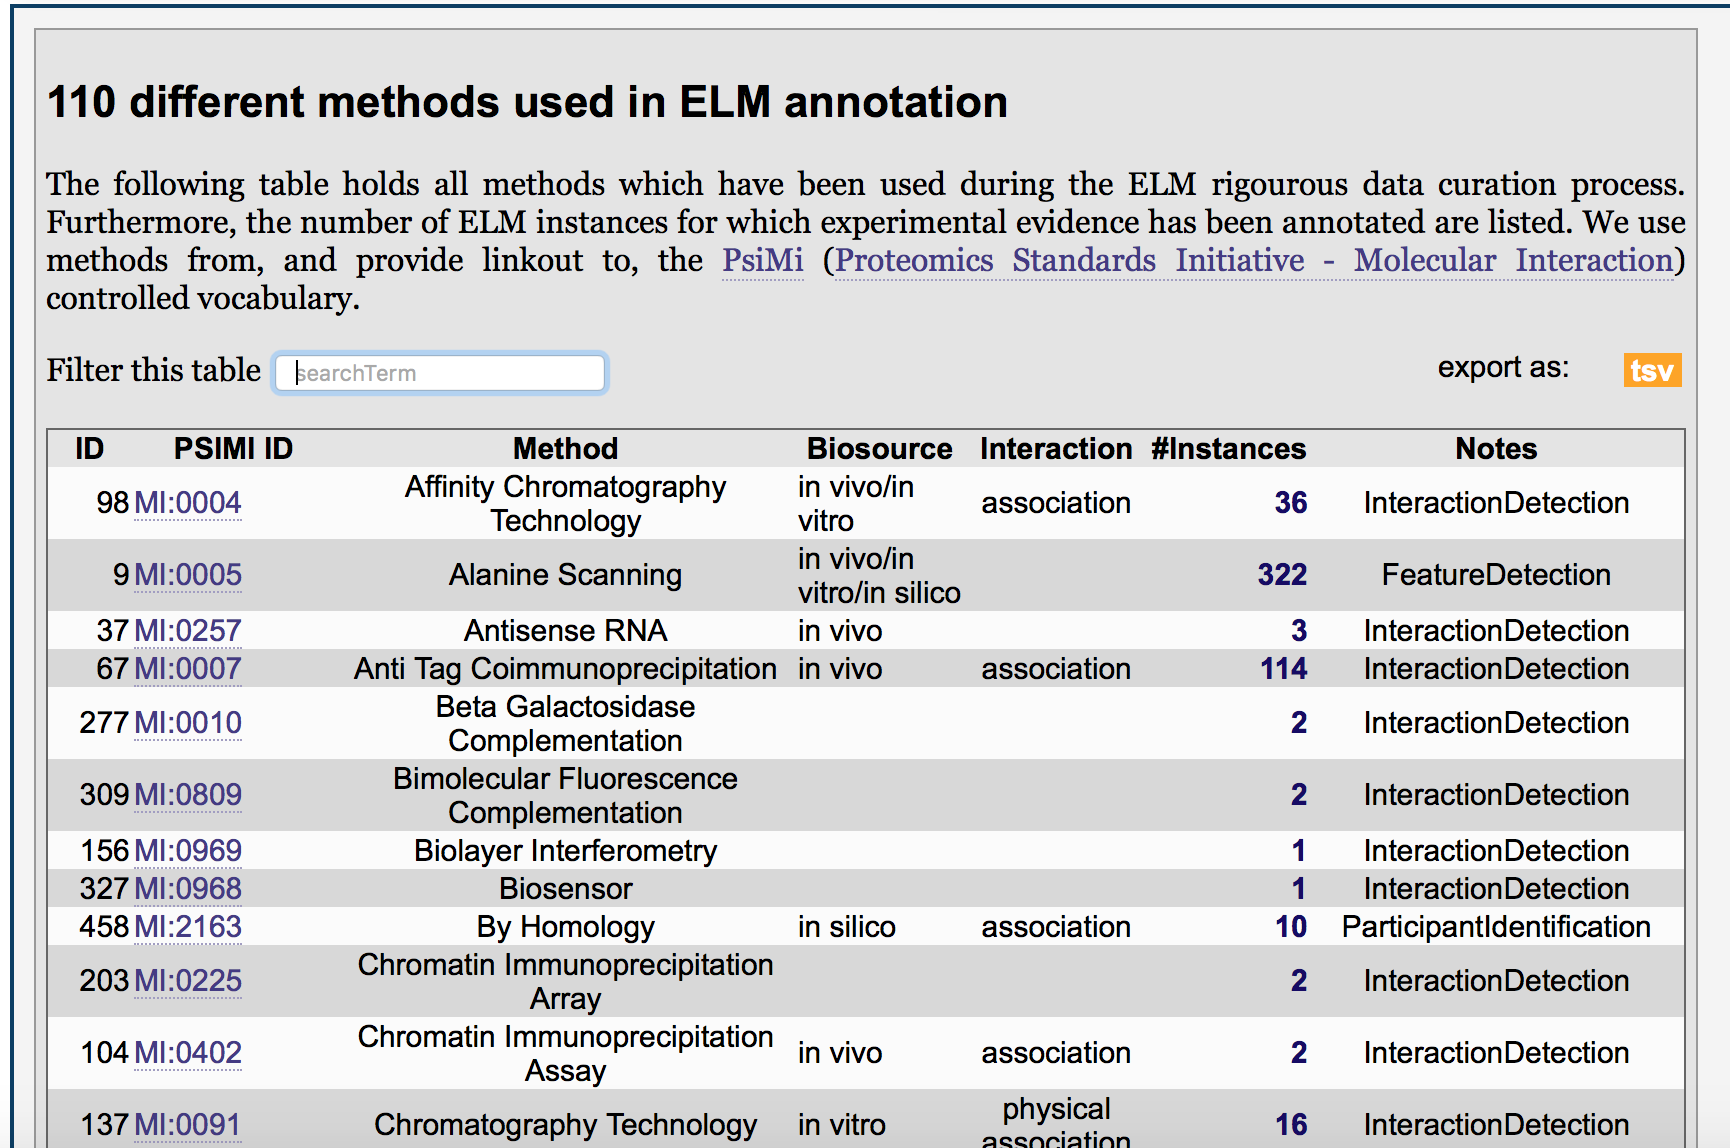 110 different methods used in ELM annotation
The following table holds all methods which have been used during the ELM rigourous data curation process.
Furthermore, the number of ELM instances for which experimental evidence has been annotated are listed. We use
methods from, and provide linkout to, the PsiMi (Proteomics Standards Initiative - Molecular Interaction)
controlled vocabulary.
Filter this table searchTerm export as: tsv
ID PSIMI ID Method Biosource Interaction #Instances Notes
98 MI:0004 Affinity Chromatography Technology in vivo/in vitro association 36 InteractionDetection
9 MI:0005 Alanine Scanning in vivo/in vitro/in silico 322 FeatureDetection
37 MI:0257 Antisense RNA in vivo 3 InteractionDetection
67 MI:0007 Anti Tag Coimmunoprecipitation in vivo association 114 InteractionDetection
277 MI:0010 Beta Galactosidase Complementation 2 InteractionDetection
309 MI:0809 Bimolecular Fluorescence Complementation 2 InteractionDetection
156 MI:0969 Biolayer Interferometry 1 InteractionDetection
327 MI:0968 Biosensor 1 InteractionDetection
458 MI:2163 By Homology in silico association 10 ParticipantIdentification
203 MI:0225 Chromatin Immunoprecipitation Array 2 InteractionDetection
104 MI:0402 Chromatin Immunoprecipitation Assay in vivo association 2 InteractionDetection
137 MI:0091 Chromatography Technology in vitro physical association 16 InteractionDetection